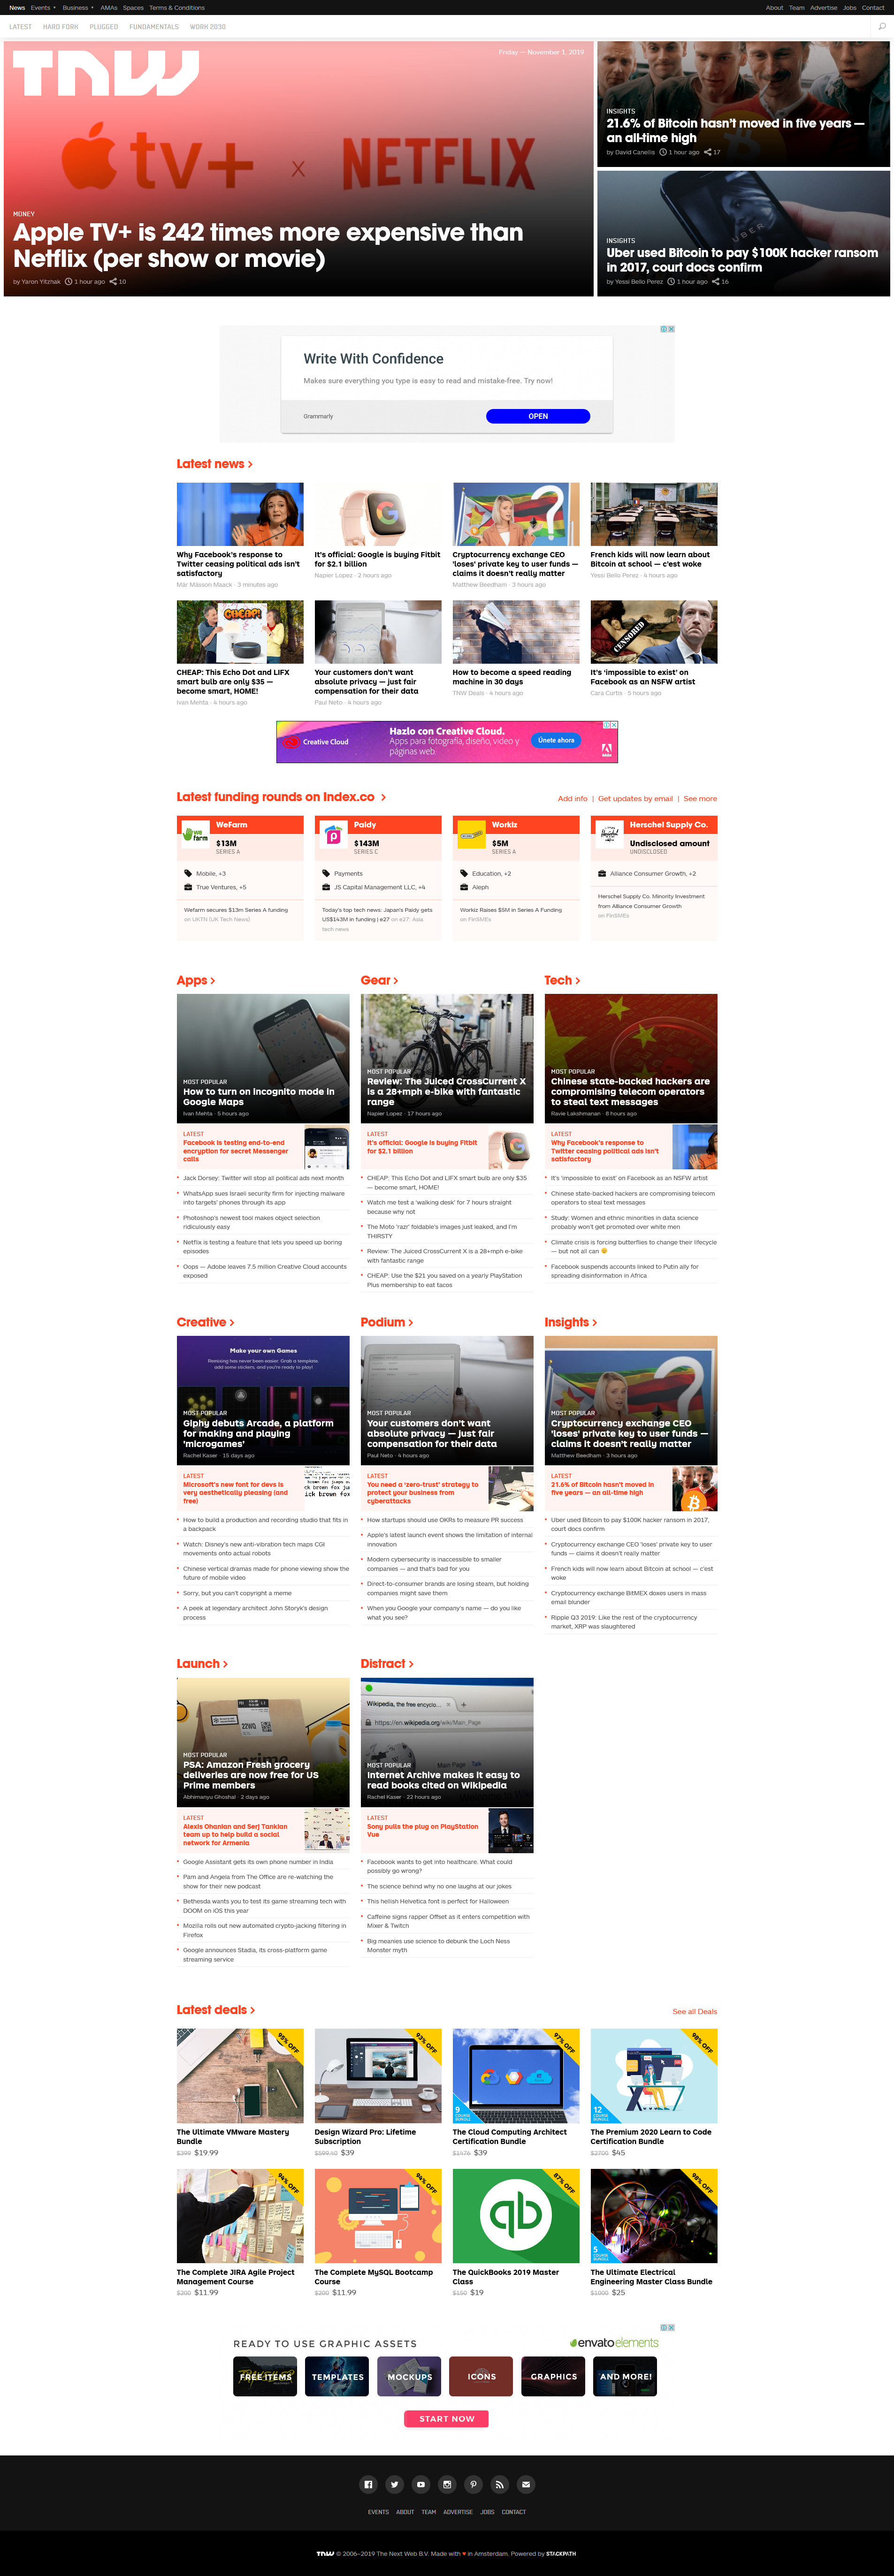 News Events Business AMAs Spaces Terms & Conditions About Team Advertise Jobs Contact
LATEST HARD FORK PLUGGED FUNDAMENTALS WORK 2030
TNW
Friday — November 1, 2019
tv+ x NETFLIX
MONEY
Apple TV+ is 242 times more expensive than
Netflix (per show or movie)
by Yaron Yitzhak 1 hour ago 10
INSIGHTS
21.6% of Bitcoin hasn't moved in five years —
an all-time high
by David Canellis 1 hour ago 17
UBER
INSIGHTS
Uber used Bitcoin to pay $100K hacker ransom
in 2017, court docs confirm
by Yessi Bello Perez 1 hour ago 16
Write With Confidence
Makes sure everything you type is easy to read and mistake-free. Try now!
Grammarly
OPEN
Latest news
Why Facebook's response to
Twitter ceasing political ads isn't
satisfactory
Már Másson Maack · 3 minutes ago
It's official: Google is buying Fitbit
for $2.1 billion
Napier Lopez · 2 hours ago
Cryptocurrency exchange CEO
'loses' private key to user funds —
claims it doesn't really matter
Matthew Beedham · 3 hours ago
French kids will now learn about
Bitcoin at school — c'est woke
Yessi Bello Perez · 4 hours ago
CHEAP!
CHEAP: This Echo Dot and LIFX
smart bulb are only $35 —
become smart, HOME!
Ivan Mehta · 4 hours ago
Your customers don't want
absolute privacy — just fair
compensation for their data
Paul Neto · 4 hours ago
How to become a speed reading
machine in 30 days
TNW Deals · 4 hours ago
CENSORED
It's 'impossible to exist' on
Facebook as an NSFW artist
Cara Curtis · 5 hours ago
Creative Cloud
Hazlo con Creative Cloud.
Apps para fotografía, diseño, video y
páginas web.
Únete ahora
Adobe
Latest funding rounds on Index.co
Add info | Get updates by email | See more
we farm
WeFarm
$13M
SERIES A
Mobile, +3
True Ventures, +5
Wefarm secures $13m Series A funding
on UKTN (UK Tech News)
Paidy
$143M
SERIES C
Payments
JS Capital Management LLC, +4
Today's top tech news: Japan's Paidy gets
US$143M in funding | e27 on e27: Asia
tech news
Workiz
$5M
SERIES A
Education, +2
Aleph
Workiz Raises $5M in Series A Funding
on FinSMEs
Herschel Supply Co.
Undisclosed amount
UNDISCLOSED
Alliance Consumer Growth, +2
Herschel Supply Co. Minority Investment
from Alliance Consumer Growth
on FinSMEs
Apps
MOST POPULAR
How to turn on incognito mode in
Google Maps
Ivan Mehta · 5 hours ago
LATEST
Facebook is testing end-to-end
encryption for secret Messenger
calls
Jack Dorsey: Twitter will stop all political ads next month
WhatsApp sues Israeli security firm for injecting malware
into targets' phones through its app
Photoshop's newest tool makes object selection
ridiculously easy
Netflix is testing a feature that lets you speed up boring
episodes
Oops — Adobe leaves 7.5 million Creative Cloud accounts
exposed
Gear
MOST POPULAR
Review: The Juiced CrossCurrent X
is a 28+mph e-bike with fantastic
range
Napier Lopez · 17 hours ago
LATEST
It's official: Google is buying Fitbit
for $2.1 billion
CHEAP: This Echo Dot and LIFX smart bulb are only $35
— become smart, HOME!
Watch me test a 'walking desk' for 7 hours straight
because why not
The Moto 'razr' foldable's images just leaked, and I'm
THIRSTY
Review: The Juiced CrossCurrent X is a 28+mph e-bike
with fantastic range
CHEAP: Use the $21 you saved on a yearly PlayStation
Plus membership to eat tacos
Tech
MOST POPULAR
Chinese state-backed hackers are
compromising telecom operators
to steal text messages
Ravie Lakshmanan · 8 hours ago
LATEST
Why Facebook's response to
Twitter ceasing political ads isn't
satisfactory
It's 'impossible to exist' on Facebook as an NSFW artist
Chinese state-backed hackers are compromising telecom
operators to steal text messages
Study: Women and ethnic minorities in data science
probably won't get promoted over white men
Climate crisis is forcing butterflies to change their lifecycle
— but not all can 😢
Facebook suspends accounts linked to Putin ally for
spreading disinformation in Africa
Creative
Make your own Games
Remixing has never been easier. Grab a template,
add some stickers, and you're ready to play!
MOST POPULAR
Giphy debuts Arcade, a platform
for making and playing
'microgames'
Rachel Kaser · 15 days ago
LATEST
Microsoft's new font for devs is
very aesthetically pleasing (and
free)
How to build a production and recording studio that fits in
a backpack
Watch: Disney's new anti-vibration tech maps CGI
movements onto actual robots
Chinese vertical dramas made for phone viewing show the
future of mobile video
Sorry, but you can't copyright a meme
A peek at legendary architect John Storyk's design
process
Podium
MOST POPULAR
Your customers don't want
absolute privacy — just fair
compensation for their data
Paul Neto · 4 hours ago
LATEST
You need a 'zero-trust' strategy to
protect your business from
cyberattacks
How startups should use OKRs to measure PR success
Apple's latest launch event shows the limitation of internal
innovation
Modern cybersecurity is inaccessible to smaller
companies — and that's bad for you
Direct-to-consumer brands are losing steam, but holding
companies might save them
When you Google your company's name — do you like
what you see?
Insights
MOST POPULAR
Cryptocurrency exchange CEO
'loses' private key to user funds —
claims it doesn't really matter
Matthew Beedham · 3 hours ago
LATEST
21.6% of Bitcoin hasn't moved in
five years — an all-time high
Uber used Bitcoin to pay $100K hacker ransom in 2017,
court docs confirm
Cryptocurrency exchange CEO 'loses' private key to user
funds — claims it doesn't really matter
French kids will now learn about Bitcoin at school — c'est
woke
Cryptocurrency exchange BitMEX doxes users in mass
email blunder
Ripple Q3 2019: Like the rest of the cryptocurrency
market, XRP was slaughtered
Launch
MOST POPULAR
PSA: Amazon Fresh grocery
deliveries are now free for US
Prime members
Abhimanyu Ghoshal · 2 days ago
LATEST
Alexis Ohanian and Serj Tankian
team up to help build a social
network for Armenia
Google Assistant gets its own phone number in India
Pam and Angela from The Office are re-watching the
show for their new podcast
Bethesda wants you to test its game streaming tech with
DOOM on iOS this year
Mozilla rolls out new automated crypto-jacking filtering in
Firefox
Google announces Stadia, its cross-platform game
streaming service
Distract
Wikipedia, the free encyclo... × +
https://en.wikipedia.org/wiki/Main_Page
Main Page Talk
MOST POPULAR
Internet Archive makes it easy to
read books cited on Wikipedia
Rachel Kaser · 22 hours ago
LATEST
Sony pulls the plug on PlayStation
Vue
Facebook wants to get into healthcare. What could
possibly go wrong?
The science behind why no one laughs at our jokes
This hellish Helvetica font is perfect for Halloween
Caffeine signs rapper Offset as it enters competition with
Mixer & Twitch
Big meanies use science to debunk the Loch Ness
Monster myth
Latest deals
See all Deals
95% OFF
The Ultimate VMware Mastery
Bundle
$399 $19.99
93% OFF
Design Wizard Pro: Lifetime
Subscription
$599.40 $39
97% OFF
9 COURSE BUNDLE
The Cloud Computing Architect
Certification Bundle
$1476 $39
98% OFF
12 COURSE BUNDLE
The Premium 2020 Learn to Code
Certification Bundle
$2700 $45
94% OFF
The Complete JIRA Agile Project
Management Course
$200 $11.99
94% OFF
The Complete MySQL Bootcamp
Course
$200 $11.99
87% OFF
qb
The QuickBooks 2019 Master
Class
$150 $19
98% OFF
5 COURSE BUNDLE
The Ultimate Electrical
Engineering Master Class Bundle
$1000 $25
READY TO USE GRAPHIC ASSETS
envato elements
FREE ITEMS
TEMPLATES
MOCKUPS
ICONS
GRAPHICS
AND MORE!
START NOW
EVENTS ABOUT TEAM ADVERTISE JOBS CONTACT
TNW © 2006–2019 The Next Web B.V. Made with ♥ in Amsterdam. Powered by STACKPATH